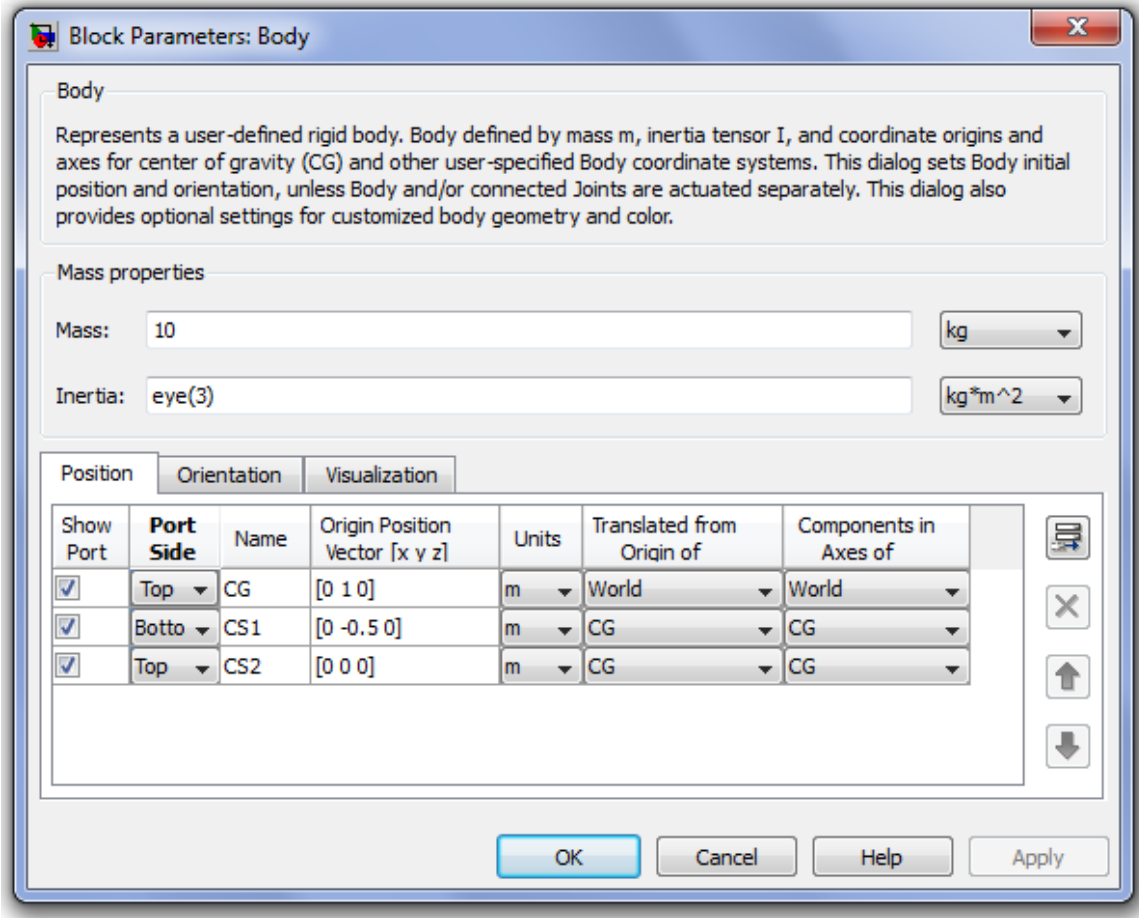 Block Parameters: Body
Body
Represents a user-defined rigid body. Body defined by mass m, inertia tensor I, and coordinate origins and
axes for center of gravity (CG) and other user-specified Body coordinate systems. This dialog sets Body initial
position and orientation, unless Body and/or connected Joints are actuated separately. This dialog also
provides optional settings for customized body geometry and color.
Mass properties
Mass: 10 kg
Inertia: eye(3) kg*m^2
Position Orientation Visualization
Show Port Origin Position Translated from Components in
Port Side Name Vector [x y z] Units Origin of Axes of
Top CG [0 1 0] m World World
Botto CS1 [0 -0.5 0] m CG CG
Top CS2 [0 0 0] m CG CG
OK Cancel Help Apply